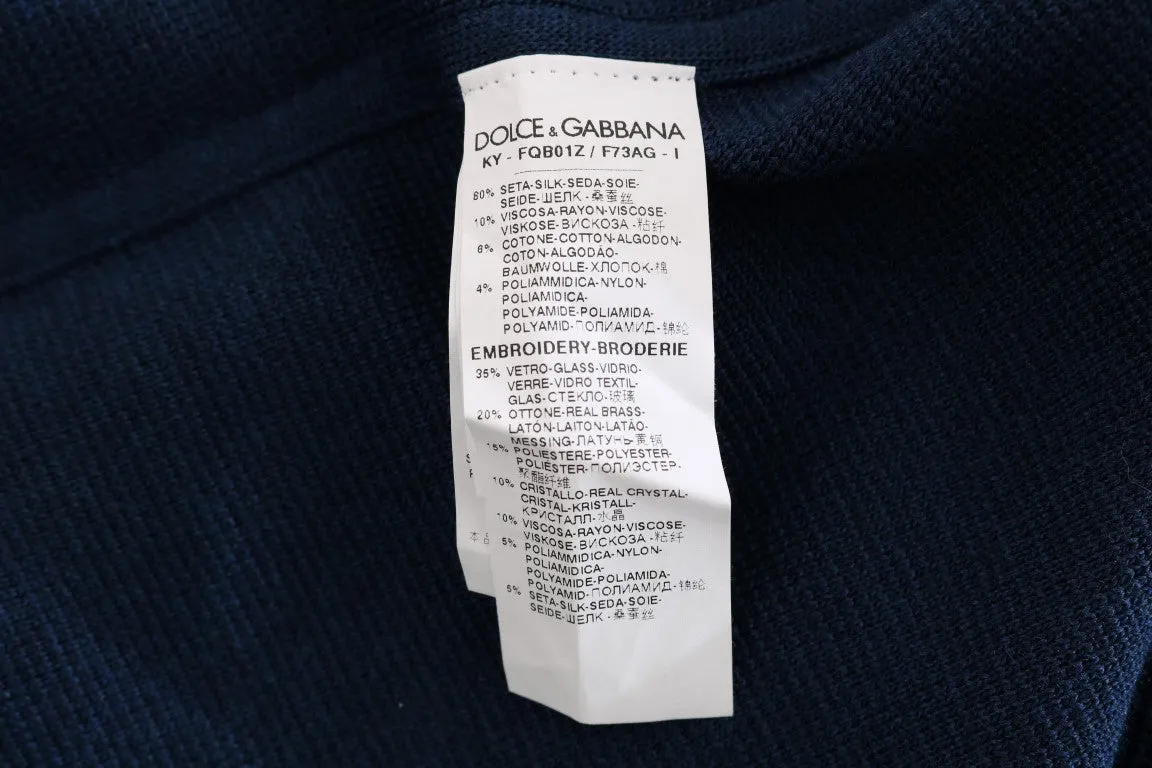 DOLCE & GABBANA
KY - FQB01Z / F73AG - I
80% SETA-SILK-SEDA-SOIE-
SEIDE-ШЕЛК-桑蚕丝
10% VISCOSA-RAYON-VISCOSE-
VISKOSE-ВИСКОЗА-粘纤
6% COTONE-COTTON-ALGODON-
COTON-ALGODÃO-
BAUMWOLLE-ХЛОПОК-棉
4% POLIAMMIDICA-NYLON-
POLIAMIDICA-
POLYAMIDE-POLIAMIDA-
POLYAMID-ПОЛИАМИД-锦纶
EMBROIDERY-BRODERIE
35% VETRO-GLASS-VIDRIO-
VERRE-VIDRO TEXTIL-
GLAS-СТЕКЛО-玻璃
20% OTTONE-REAL BRASS-
LATÓN-LAITON-LATÃO-
MESSING-ЛАТУНЬ-黄铜
15% POLIESTERE-POLYESTER-
POLIESTER-ПОЛИЭСТЕР-
聚酯纤维
10% CRISTALLO-REAL CRYSTAL-
CRISTAL-KRISTALL-
КРИСТАЛЛ-水晶
10% VISCOSA-RAYON-VISCOSE-
VISKOSE-ВИСКОЗА-粘纤
5% POLIAMMIDICA-NYLON-
POLIAMIDICA-
POLYAMIDE-POLIAMIDA-
POLYAMID-ПОЛИАМИД-锦纶
5% SETA-SILK-SEDA-SOIE-
SEIDE-ШЕЛК-桑蚕丝
本品